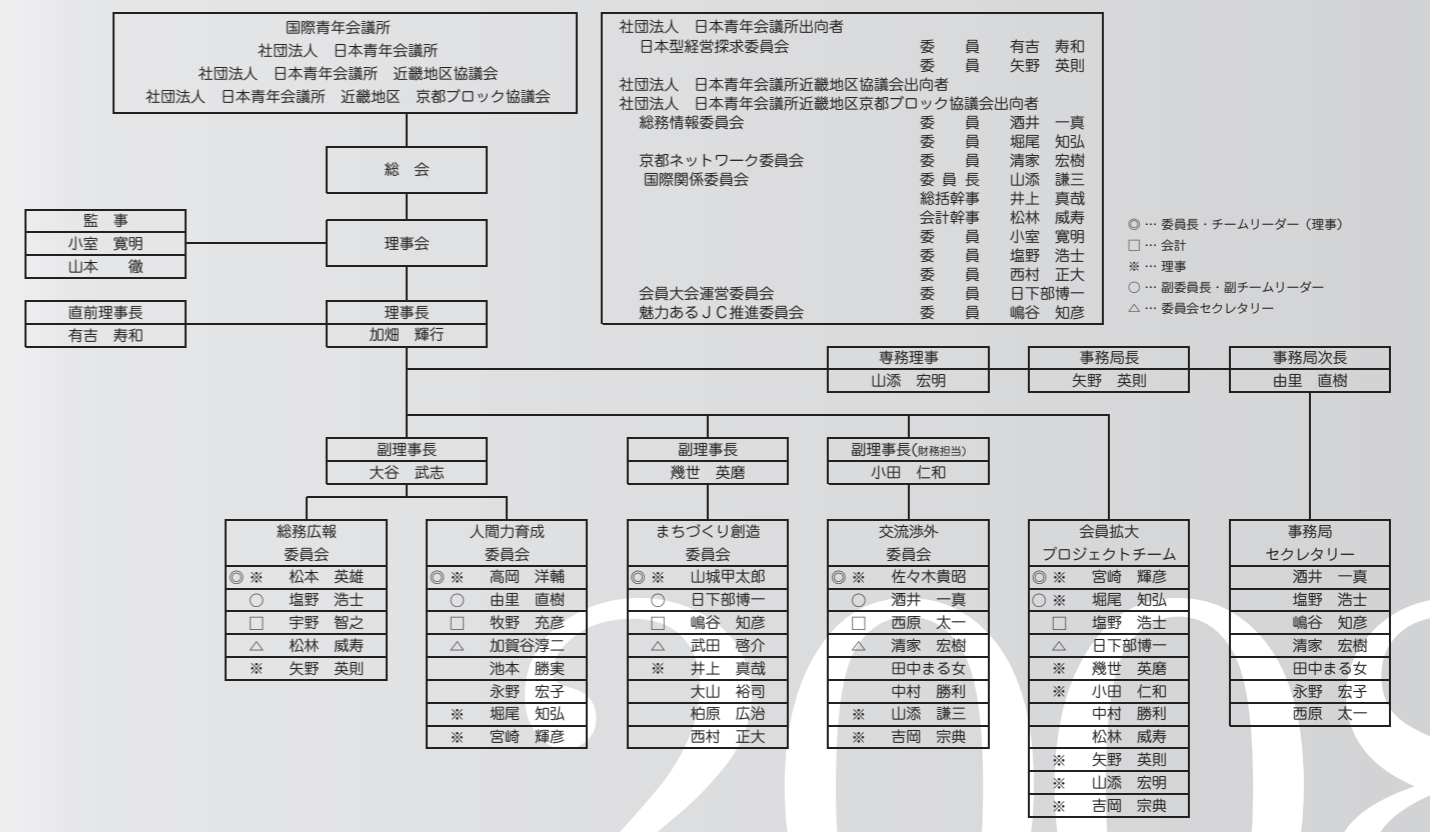 国際青年会議所
社団法人　日本青年会議所
社団法人　日本青年会議所　近畿地区協議会
社団法人　日本青年会議所　近畿地区　京都ブロック協議会
総　会
監　事
小室　寛明
山本　　徹
理事会
直前理事長
有吉　寿和
理事長
加畑　輝行
社団法人　日本青年会議所出向者
日本型経営探求委員会　委　　員　有吉　寿和
委　　員　矢野　英則
社団法人　日本青年会議所近畿地区協議会出向者
社団法人　日本青年会議所近畿地区京都ブロック協議会出向者
総務情報委員会　委　　員　酒井　一真
委　　員　堀尾　知弘
京都ネットワーク委員会　委　　員　清家　宏樹
国際関係委員会　委 員 長　山添　謙三
総括幹事　井上　真哉
会計幹事　松林　威寿
委　　員　小室　寛明
委　　員　塩野　浩士
委　　員　西村　正大
会員大会運営委員会　委　　員　日下部博一
魅力あるＪＣ推進委員会　委　　員　嶋谷　知彦
◎ … 委員長・チームリーダー（理事）
□ … 会計
※ … 理事
○ … 副委員長・副チームリーダー
△ … 委員会セクレタリー
専務理事
山添　宏明
事務局長
矢野　英則
事務局次長
由里　直樹
副理事長
大谷　武志
副理事長
幾世　英磨
副理事長(財務担当)
小田　仁和
総務広報
委員会
◎ ※　松本　英雄
○　塩野　浩士
□　宇野　智之
△　松林　威寿
※　矢野　英則
人間力育成
委員会
◎ ※　高岡　洋輔
○　由里　直樹
□　牧野　充彦
△　加賀谷淳二
池本　勝実
永野　宏子
※　堀尾　知弘
※　宮崎　輝彦
まちづくり創造
委員会
◎ ※　山城甲太郎
○　日下部博一
□　嶋谷　知彦
△　武田　啓介
※　井上　真哉
大山　裕司
柏原　広治
西村　正大
交流渉外
委員会
◎ ※　佐々木貴昭
○　酒井　一真
□　西原　太一
△　清家　宏樹
田中まる女
中村　勝利
※　山添　謙三
※　吉岡　宗典
会員拡大
プロジェクトチーム
◎ ※　宮崎　輝彦
○ ※　堀尾　知弘
□　塩野　浩士
△　日下部博一
※　幾世　英磨
※　小田　仁和
中村　勝利
松林　威寿
※　矢野　英則
※　山添　宏明
※　吉岡　宗典
事務局
セクレタリー
酒井　一真
塩野　浩士
嶋谷　知彦
清家　宏樹
田中まる女
永野　宏子
西原　太一
2008